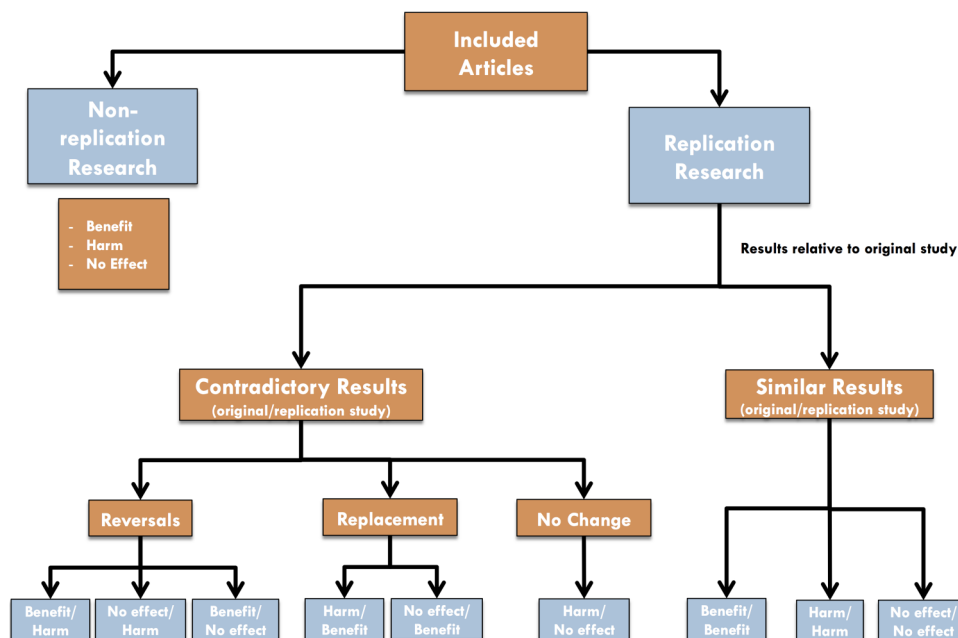 Included
Articles
Non-
replication
Research
Replication
Research
- Benefit
- Harm
- No Effect
Results relative to original study
Contradictory Results
(original/replication study)
Similar Results
(original/replication study)
Reversals
Replacement
No Change
Benefit/
Harm
No effect/
Harm
Benefit/
No effect
Harm/
Benefit
No effect/
Benefit
Harm/
No effect
Benefit/
Benefit
Harm/
Harm
No effect/
No effect